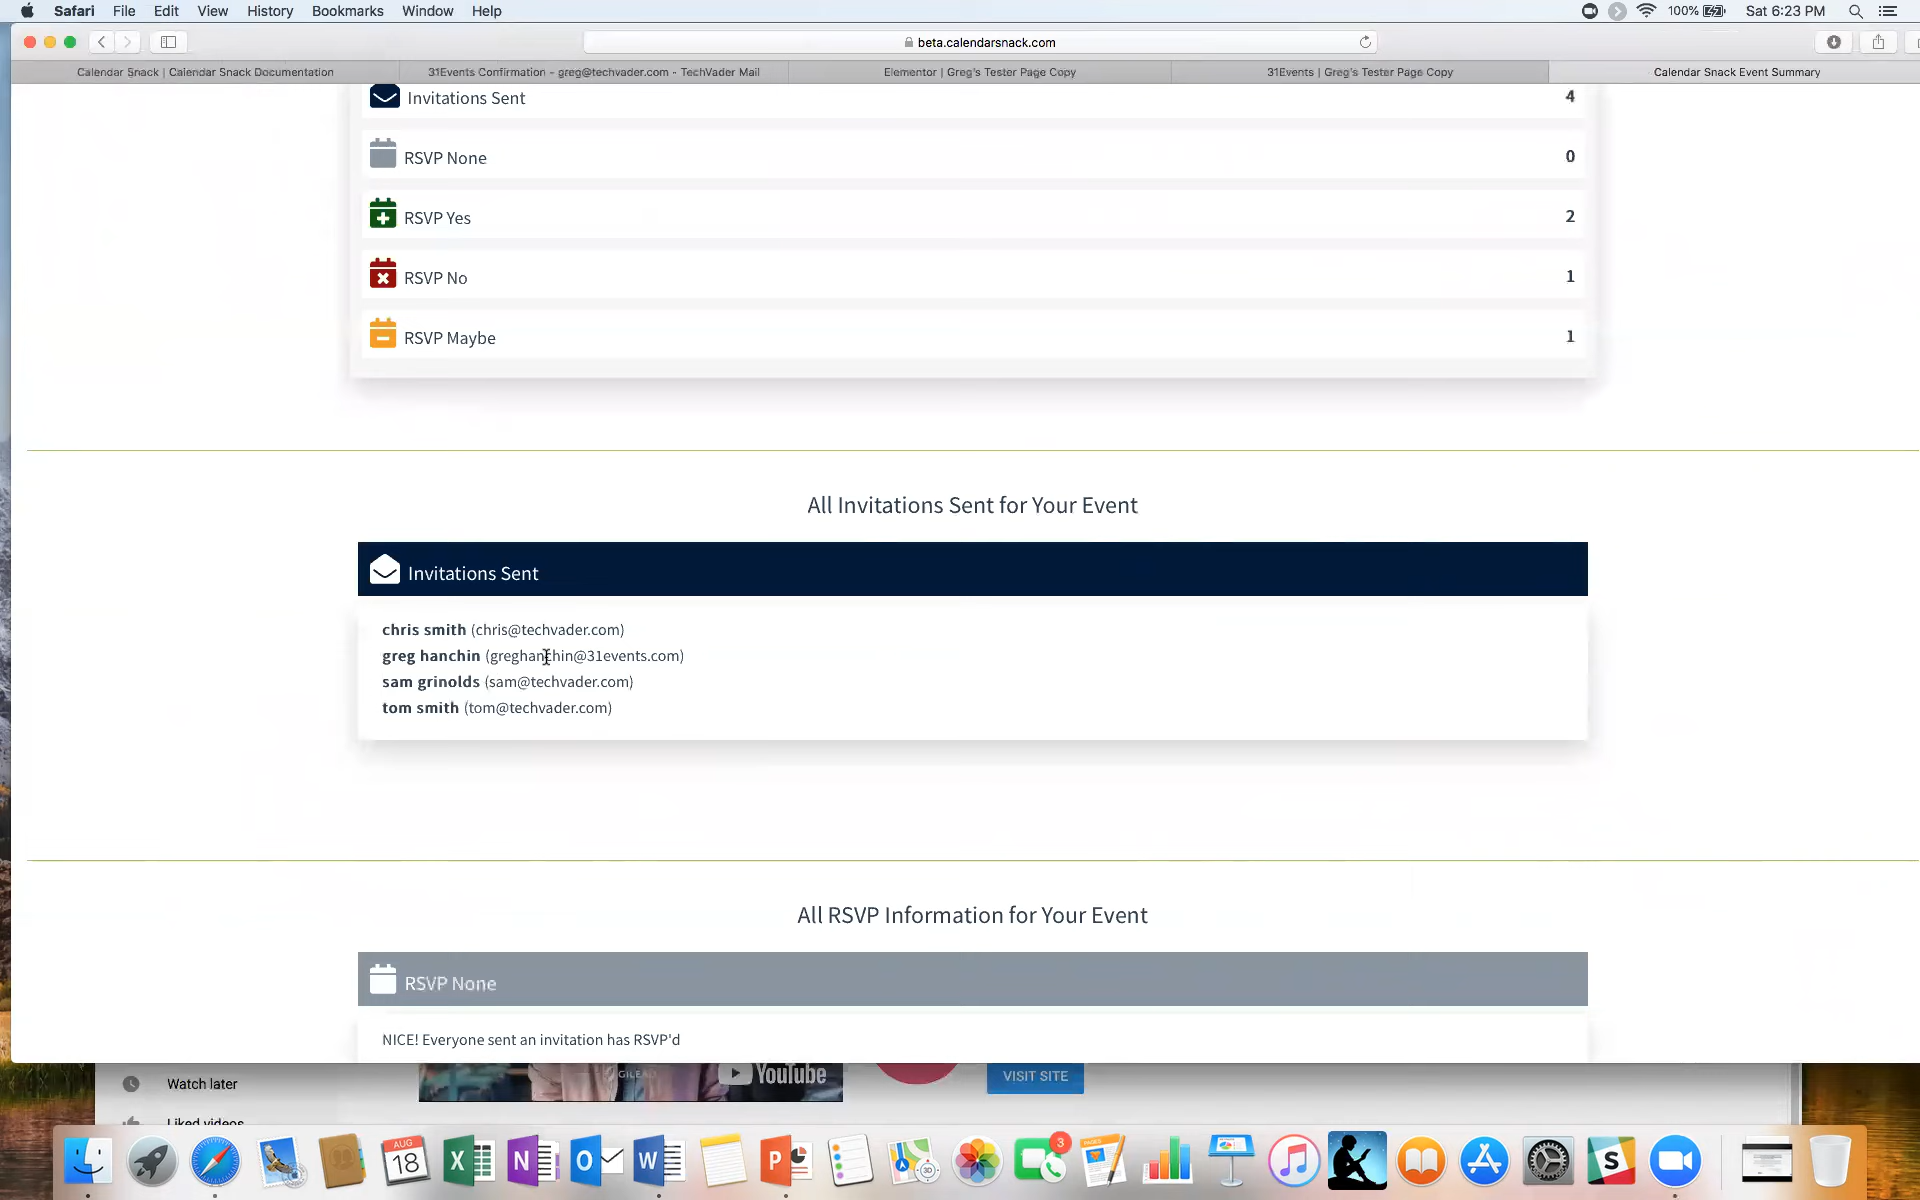 Safari File Edit View History Bookmarks Window Help
100% Sat 6:23 PM
beta.calendarsnack.com
Calendar Snack | Calendar Snack Documentation
31Events Confirmation - greg@techvader.com - TechVader Mail
Elementor | Greg's Tester Page Copy
31Events | Greg's Tester Page Copy
Calendar Snack Event Summary
Invitations Sent 4
RSVP None 0
RSVP Yes 2
RSVP No 1
RSVP Maybe 1
All Invitations Sent for Your Event
Invitations Sent
chris smith (chris@techvader.com)
greg hanchin (greghanchin@31events.com)
sam grinolds (sam@techvader.com)
tom smith (tom@techvader.com)
All RSVP Information for Your Event
RSVP None
NICE! Everyone sent an invitation has RSVP'd
Watch later
YouTube
VISIT SITE
Liked videos
AUG
18
X
N
O
W
P
3D
3
PAGES
S